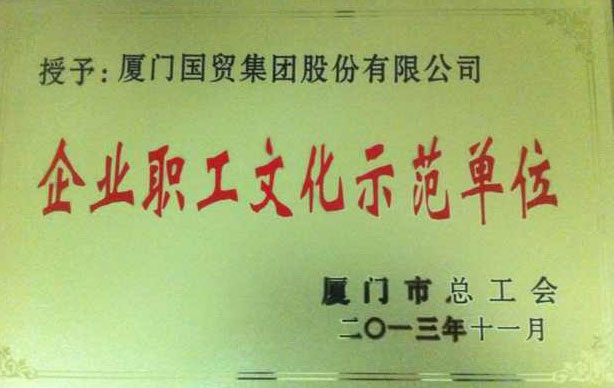 授予:厦门国贸集团股份有限公司
企业职工文化示范单位
厦门市总工会
二〇一三年十一月